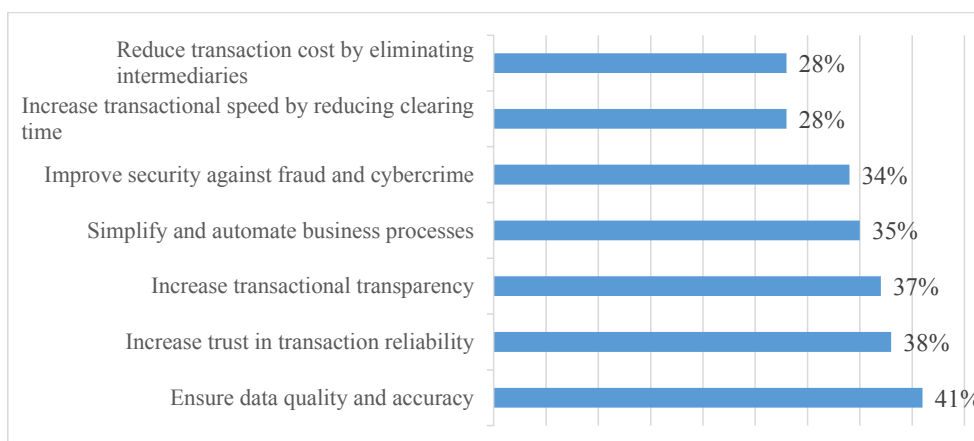 Reduce transaction cost by eliminating
intermediaries
28%
Increase transactional speed by reducing clearing
time
28%
Improve security against fraud and cybercrime
34%
Simplify and automate business processes
35%
Increase transactional transparency
37%
Increase trust in transaction reliability
38%
Ensure data quality and accuracy
41%